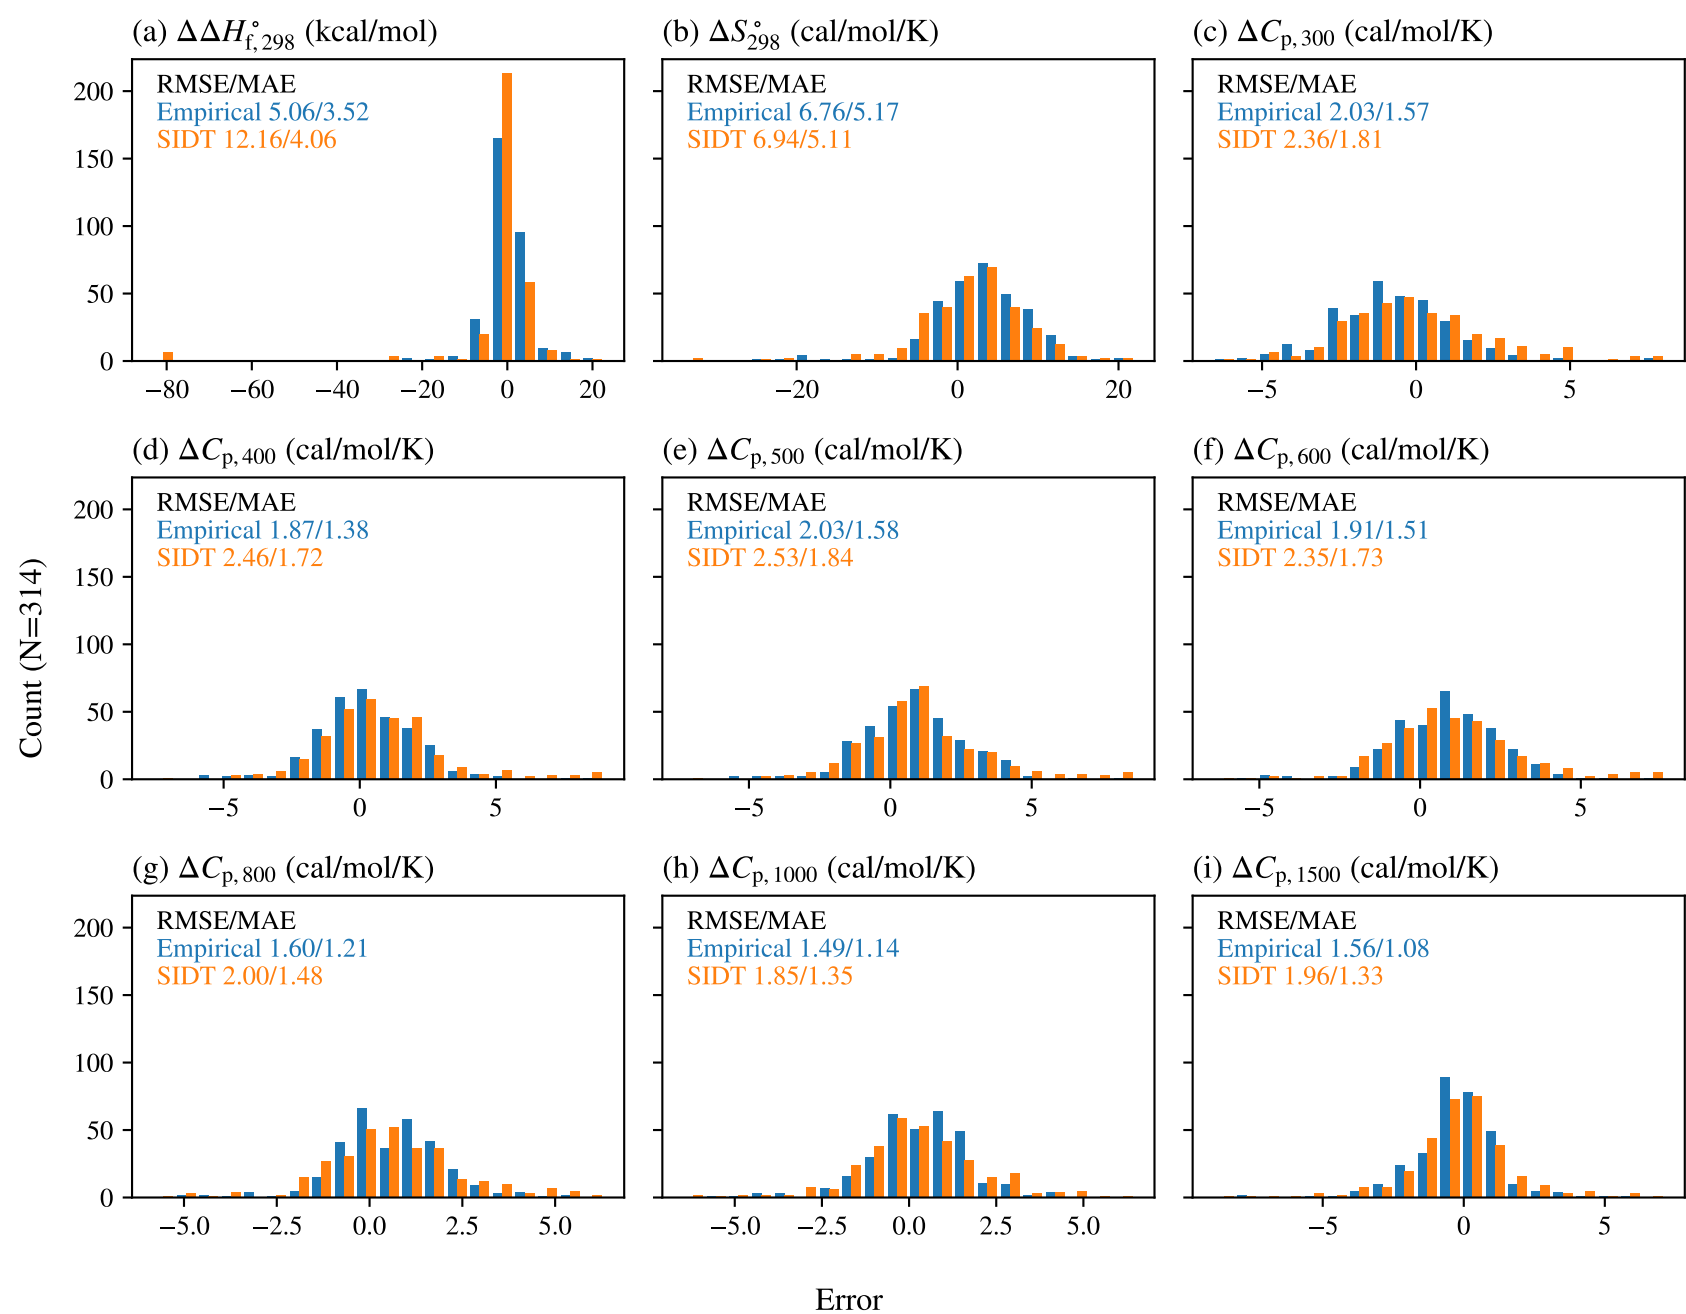 (a) ΔΔH°f,298 (kcal/mol)
RMSE/MAE
Empirical 5.06/3.52
SIDT 12.16/4.06
200
150
100
50
0
−80 −60 −40 −20 0 20
(b) ΔS°298 (cal/mol/K)
RMSE/MAE
Empirical 6.76/5.17
SIDT 6.94/5.11
−20 0 20
(c) ΔCp,300 (cal/mol/K)
RMSE/MAE
Empirical 2.03/1.57
SIDT 2.36/1.81
−5 0 5
(d) ΔCp,400 (cal/mol/K)
RMSE/MAE
Empirical 1.87/1.38
SIDT 2.46/1.72
200
150
100
50
0
−5 0 5
(e) ΔCp,500 (cal/mol/K)
RMSE/MAE
Empirical 2.03/1.58
SIDT 2.53/1.84
−5 0 5
(f) ΔCp,600 (cal/mol/K)
RMSE/MAE
Empirical 1.91/1.51
SIDT 2.35/1.73
−5 0 5
Count (N=314)
(g) ΔCp,800 (cal/mol/K)
RMSE/MAE
Empirical 1.60/1.21
SIDT 2.00/1.48
200
150
100
50
0
−5.0 −2.5 0.0 2.5 5.0
(h) ΔCp,1000 (cal/mol/K)
RMSE/MAE
Empirical 1.49/1.14
SIDT 1.85/1.35
−5.0 −2.5 0.0 2.5 5.0
(i) ΔCp,1500 (cal/mol/K)
RMSE/MAE
Empirical 1.56/1.08
SIDT 1.96/1.33
−5 0 5
Error